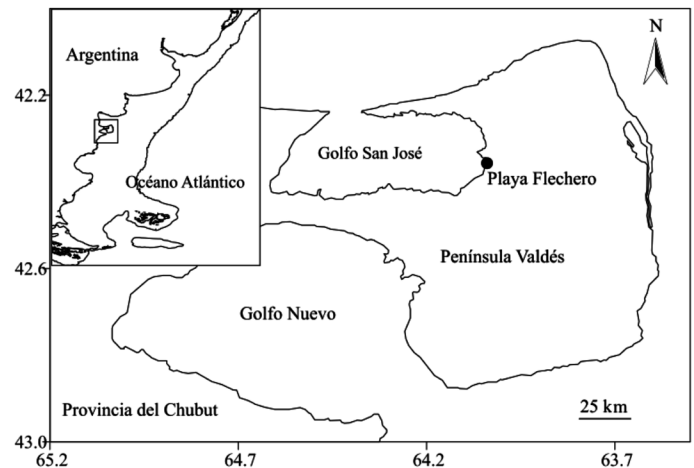 Argentina
N
42.2
Golfo San José
Océano Atlántico
Playa Flechero
42.6
Península Valdés
Golfo Nuevo
Provincia del Chubut
25 km
43.0
65.2
64.7
64.2
63.7